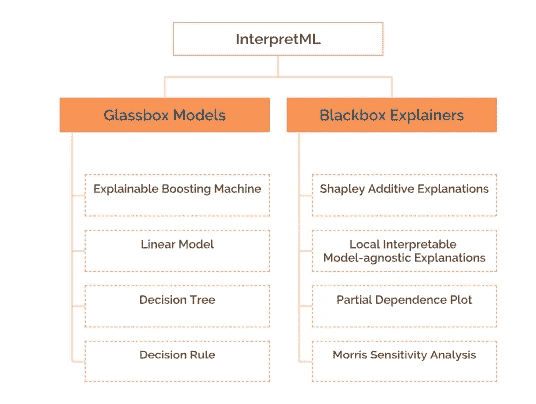 InterpretML
Glassbox Models
Blackbox Explainers
Explainable Boosting Machine
Shapley Additive Explanations
Linear Model
Local Interpretable
Model-agnostic Explanations
Decision Tree
Partial Dependence Plot
Decision Rule
Morris Sensitivity Analysis